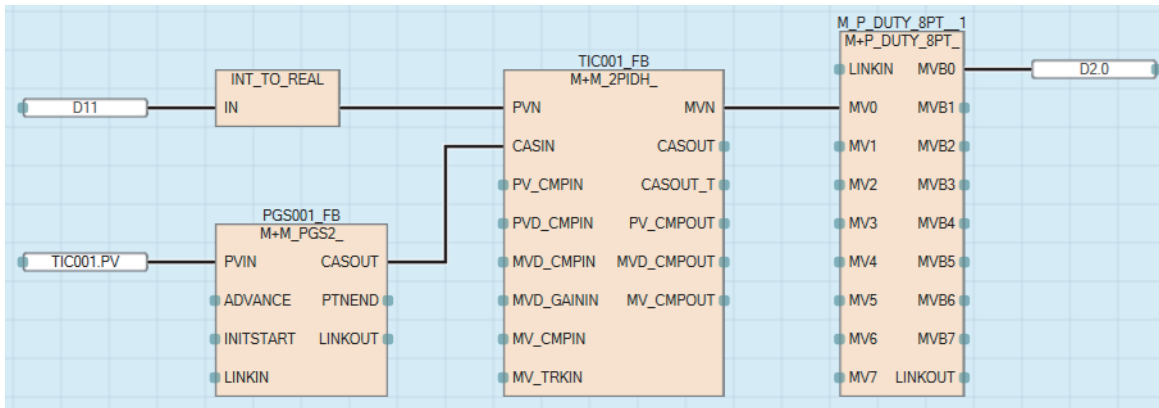 M_P_DUTY_8PT__1
M+P_DUTY_8PT_
TIC001_FB
M+M_2PIDH_
LINKIN MVB0
D2.0
INT_TO_REAL
D11
IN
PVN MVN
MV0 MVB1
CASIN CASOUT
MV1 MVB2
PV_CMPIN CASOUT_T
MV2 MVB3
PGS001_FB
M+M_PGS2_
PVD_CMPIN PV_CMPOUT
MV3 MVB4
TIC001.PV
PVIN CASOUT
MVD_CMPIN MVD_CMPOUT
MV4 MVB5
ADVANCE PTNEND
MVD_GAININ MV_CMPOUT
MV5 MVB6
INITSTART LINKOUT
MV_CMPIN
MV6 MVB7
LINKIN
MV_TRKIN
MV7 LINKOUT